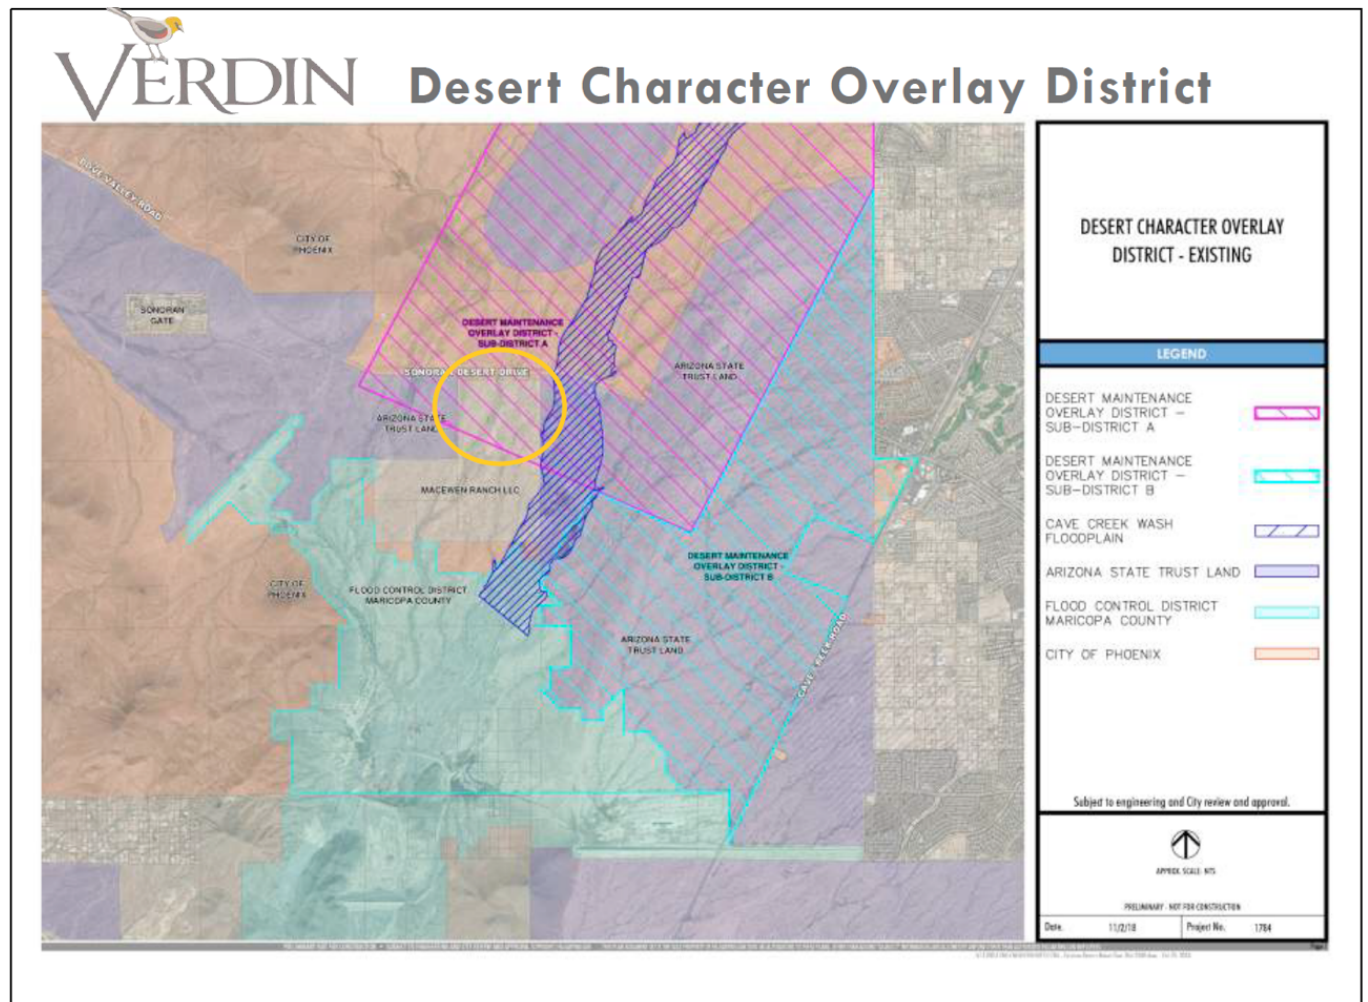 VERDIN
Desert Character Overlay District
DOVE VALLEY ROAD
CITY OF
PHOENIX
SONORAN
GATE
DESERT MAINTENANCE
OVERLAY DISTRICT -
SUB-DISTRICT A
SONORAN DESERT DRIVE
ARIZONA STATE
TRUST LAND
ARIZONA STATE
TRUST LAND
MACEWEN RANCH LLC
CITY OF
PHOENIX
FLOOD CONTROL DISTRICT
MARICOPA COUNTY
DESERT MAINTENANCE
OVERLAY DISTRICT -
SUB-DISTRICT B
ARIZONA STATE
TRUST LAND
CAVE CREEK ROAD
DESERT CHARACTER OVERLAY
DISTRICT - EXISTING
LEGEND
DESERT MAINTENANCE
OVERLAY DISTRICT –
SUB-DISTRICT A
DESERT MAINTENANCE
OVERLAY DISTRICT –
SUB-DISTRICT B
CAVE CREEK WASH
FLOODPLAIN
ARIZONA STATE TRUST LAND
FLOOD CONTROL DISTRICT
MARICOPA COUNTY
CITY OF PHOENIX
Subject to engineering and City review and approval.
APPROX. SCALE: NTS
PRELIMINARY - NOT FOR CONSTRUCTION
Date. 11/2/18 Project No. 1784